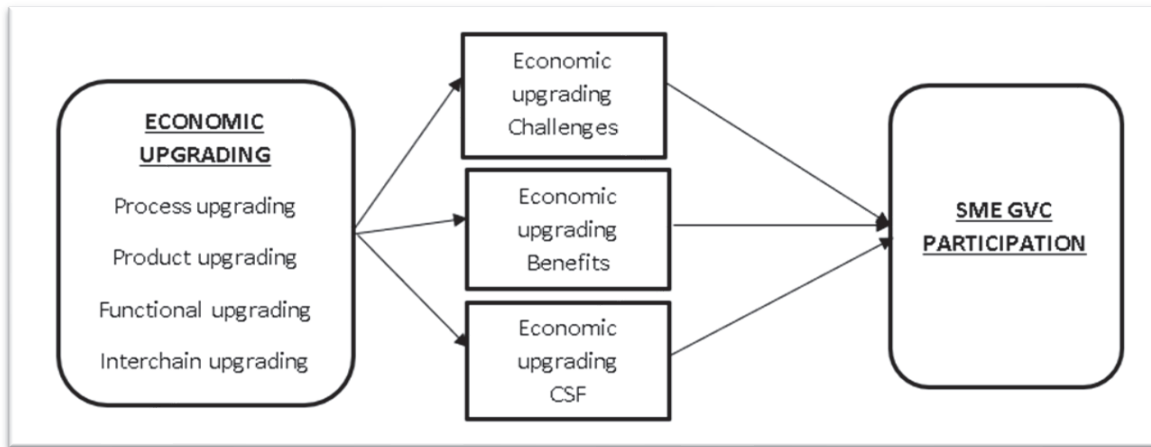 ECONOMIC
UPGRADING
Process upgrading
Product upgrading
Functional upgrading
Interchain upgrading
Economic
upgrading
Challenges
Economic
upgrading
Benefits
Economic
upgrading
CSF
SME GVC
PARTICIPATION